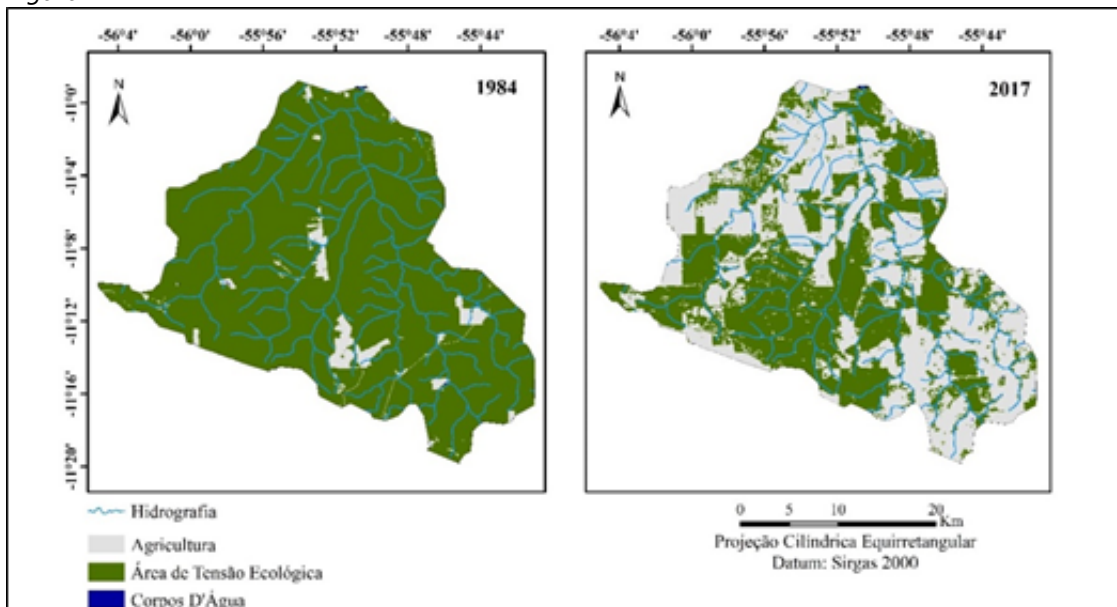 -56°4' -56°0' -55°56' -55°52' -55°48' -55°44' -56°4' -56°0' -55°56' -55°52' -55°48' -55°44'
N 1984 N 2017
-11°0'
-11°4'
-11°8'
-11°12'
-11°16'
-11°20'
Hidrografia
Agricultura
Área de Tensão Ecológica
Corpos D'Água
0 5 10 20
Km
Projeção Cilíndrica Equirretangular
Datum: Sirgas 2000